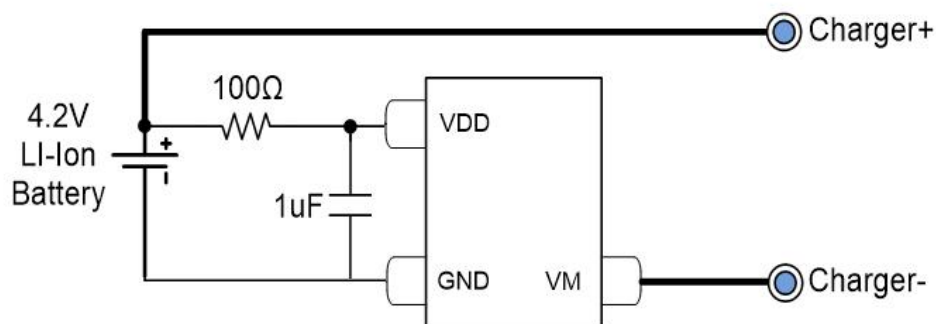 Charger+
100Ω
4.2V
LI-Ion
Battery
+
VDD
1uF
GND
VM
Charger-